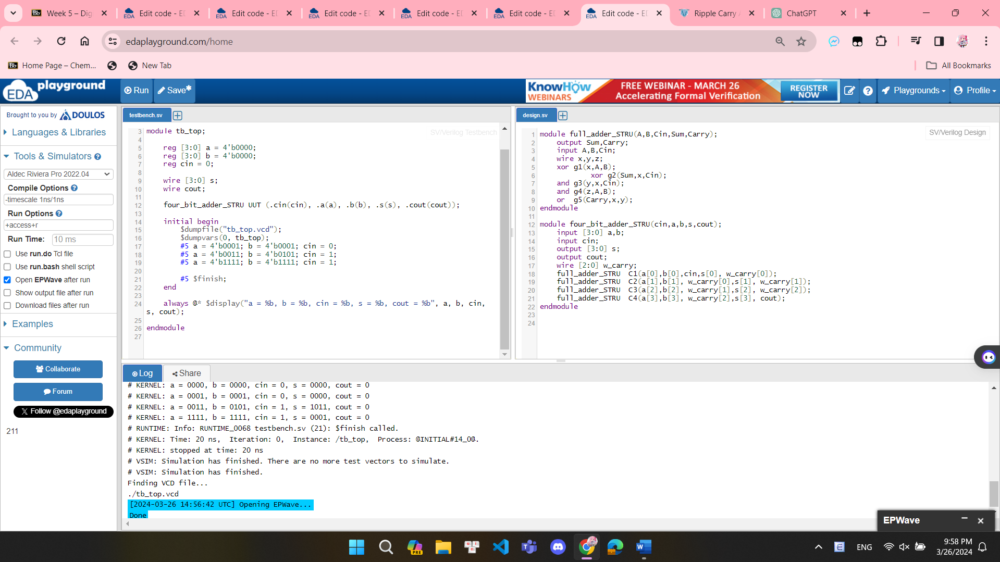 Week 5 – Dig
Edit code - ED
Edit code - ED
Edit code - ED
Edit code - ED
Edit code - ED
Edit code - ED
Ripple Carry A
ChatGPT
edaplayground.com/home
Bb Home Page – Chem...
New Tab
All Bookmarks
EDA playground
Run
Save*
KnowHow WEBINARS
FREE WEBINAR - MARCH 26
Accelerating Formal Verification
REGISTER NOW
Playgrounds
Profile
Brought to you by DOULOS
Languages & Libraries
Tools & Simulators
Aldec Riviera Pro 2022.04
Compile Options
-timescale 1ns/1ns
Run Options
+access+r
Run Time: 10 ms
Use run.do Tcl file
Use run.bash shell script
Open EPWave after run
Show output file after run
Download files after run
Examples
Community
Collaborate
Forum
Follow @edaplayground
211
testbench.sv
SV/Verilog Testbench
3 module tb_top;
4
5 reg [3:0] a = 4'b0000;
6 reg [3:0] b = 4'b0000;
7 reg cin = 0;
8
9 wire [3:0] s;
10 wire cout;
11
12 four_bit_adder_STRU UUT (.cin(cin), .a(a), .b(b), .s(s), .cout(cout));
13
14 initial begin
15 $dumpfile("tb_top.vcd");
16 $dumpvars(0, tb_top);
17 #5 a = 4'b0001; b = 4'b0001; cin = 0;
18 #5 a = 4'b0011; b = 4'b0101; cin = 1;
19 #5 a = 4'b1111; b = 4'b1111; cin = 1;
20
21 #5 $finish;
22 end
23
24 always @* $display("a = %b, b = %b, cin = %b, s = %b, cout = %b", a, b, cin,
s, cout);
25
26 endmodule
27
design.sv
SV/Verilog Design
1 module full_adder_STRU(A,B,Cin,Sum,Carry);
2 output Sum,Carry;
3 input A,B,Cin;
4 wire x,y,z;
5 xor g1(x,A,B);
6 xor g2(Sum,x,Cin);
7 and g3(y,x,Cin);
8 and g4(z,A,B);
9 or g5(Carry,x,y);
10 endmodule
11
12 module four_bit_adder_STRU(cin,a,b,s,cout);
13 input [3:0] a,b;
14 input cin;
15 output [3:0] s;
16 output cout;
17 wire [2:0] w_carry;
18 full_adder_STRU C1(a[0],b[0],cin,s[0], w_carry[0]);
19 full_adder_STRU C2(a[1],b[1], w_carry[0],s[1], w_carry[1]);
20 full_adder_STRU C3(a[2],b[2], w_carry[1],s[2], w_carry[2]);
21 full_adder_STRU C4(a[3],b[3], w_carry[2],s[3], cout);
22 endmodule
23
24
Log
Share
# KERNEL: a = 0000, b = 0000, cin = 0, s = 0000, cout = 0
# KERNEL: a = 0001, b = 0001, cin = 0, s = 0000, cout = 0
# KERNEL: a = 0011, b = 0101, cin = 1, s = 1011, cout = 0
# KERNEL: a = 1111, b = 1111, cin = 1, s = 0001, cout = 0
# RUNTIME: Info: RUNTIME_0068 testbench.sv (21): $finish called.
# KERNEL: Time: 20 ns, Iteration: 0, Instance: /tb_top, Process: @INITIAL#14_0@.
# KERNEL: stopped at time: 20 ns
# VSIM: Simulation has finished. There are no more test vectors to simulate.
# VSIM: Simulation has finished.
Finding VCD file...
./tb_top.vcd
[2024-03-26 14:56:42 UTC] Opening EPWave...
Done
EPWave
PRE
ENG
9:58 PM
3/26/2024